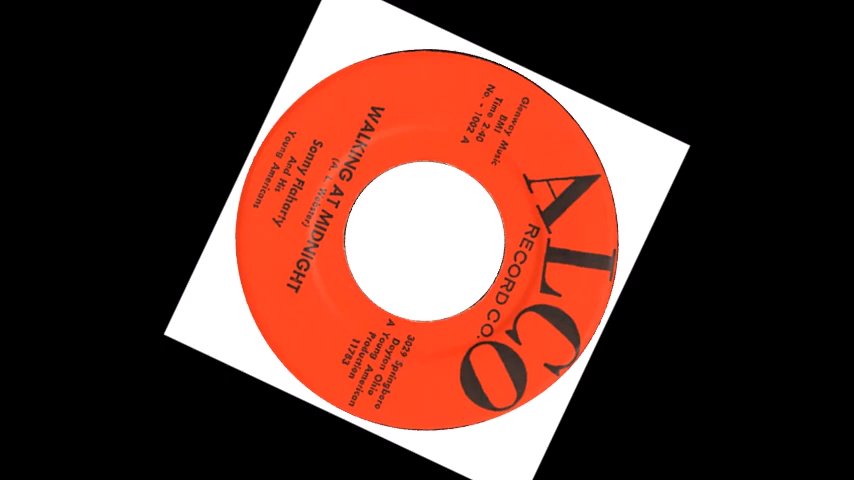 ALCO
RECORD CO.
Glenway Music
BMI
Time 2:40
No. - 1002 A
3029 Springboro
Dayton Ohio
A Young American
Production
11783
WALKING AT MIDNIGHT
(A. L. Webster)
Sonny Flaharty
And His
Young Americans